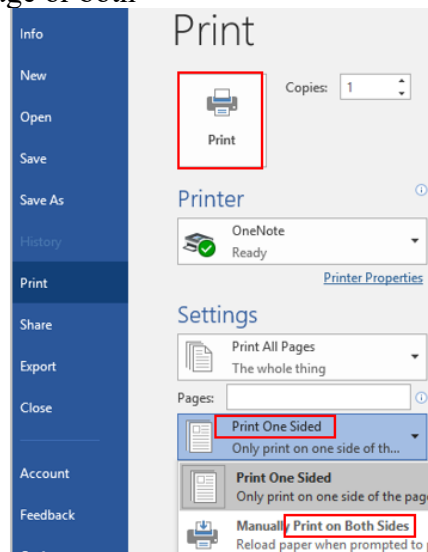 Info
New
Open
Save
Save As
History
Print
Share
Export
Close
Account
Feedback
Print
Copies: 1
Print
Printer
OneNote
Ready
Printer Properties
Settings
Print All Pages
The whole thing
Pages:
Print One Sided
Only print on one side of th...
Print One Sided
Only print on one side of the page
Manually Print on Both Sides
Reload paper when prompted to